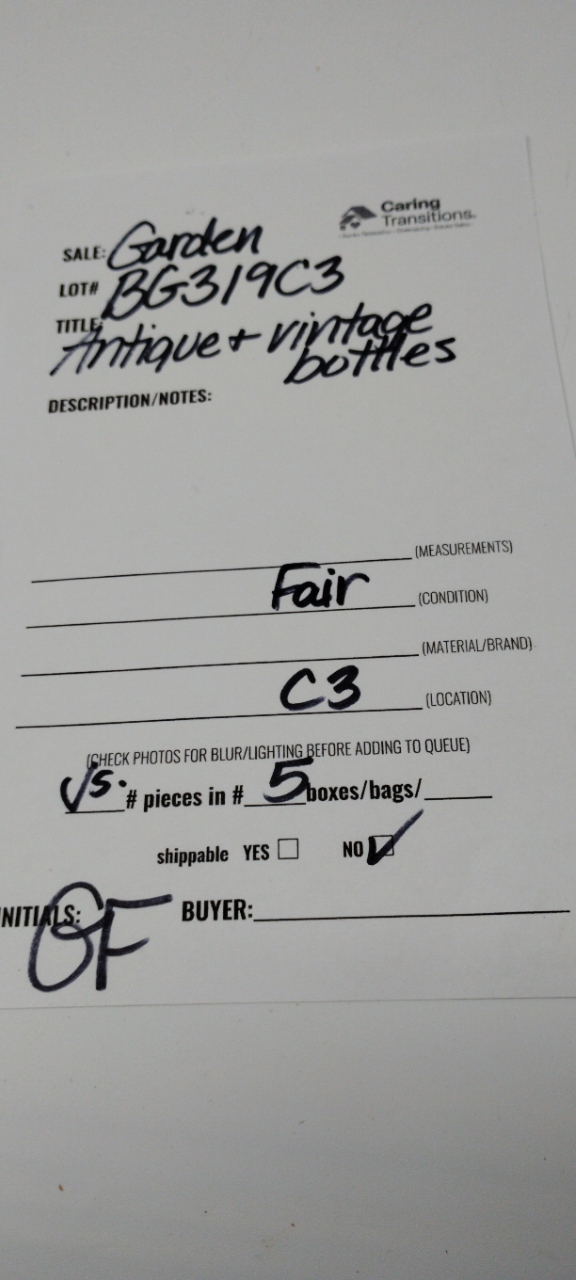 Caring
Transitions.
SALE: Garden
LOT# BG319C3
TITLE: Antique + vintage
bottles
DESCRIPTION/NOTES:
(MEASUREMENTS)
Fair (CONDITION)
(MATERIAL/BRAND)
C3 (LOCATION)
(CHECK PHOTOS FOR BLUR/LIGHTING BEFORE ADDING TO QUEUE)
Vs. # pieces in # 5 boxes/bags/
shippable YES NO
NITIALS: GF BUYER: